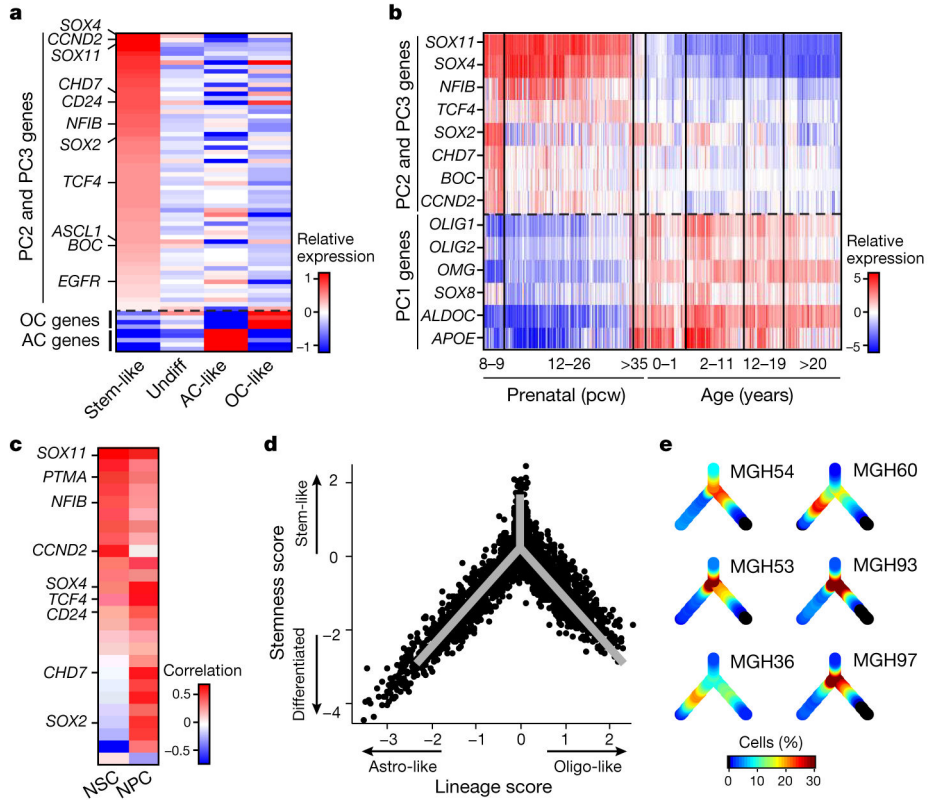 a
SOX4
CCND2
SOX11
CHD7
CD24
NFIB
SOX2
TCF4
ASCL1
BOC
EGFR
PC2 and PC3 genes
OC genes
AC genes
Stem-like
Undiff
AC-like
OC-like
Relative
expression
1
0
−1
b
SOX11
SOX4
NFIB
TCF4
SOX2
CHD7
BOC
CCND2
OLIG1
OLIG2
OMG
SOX8
ALDOC
APOE
PC2 and PC3 genes
PC1 genes
8–9
12–26
>35
0–1
2–11
12–19
>20
Prenatal (pcw)
Age (years)
Relative
expression
5
0
−5
c
SOX11
PTMA
NFIB
CCND2
SOX4
TCF4
CD24
CHD7
SOX2
NSC
NPC
Correlation
0.5
0
−0.5
d
Stemness score
Stem-like
Differentiated
2
0
−2
−4
−3
−2
−1
0
1
2
Astro-like
Oligo-like
Lineage score
e
MGH54
MGH60
MGH53
MGH93
MGH36
MGH97
Cells (%)
0
10
20
30